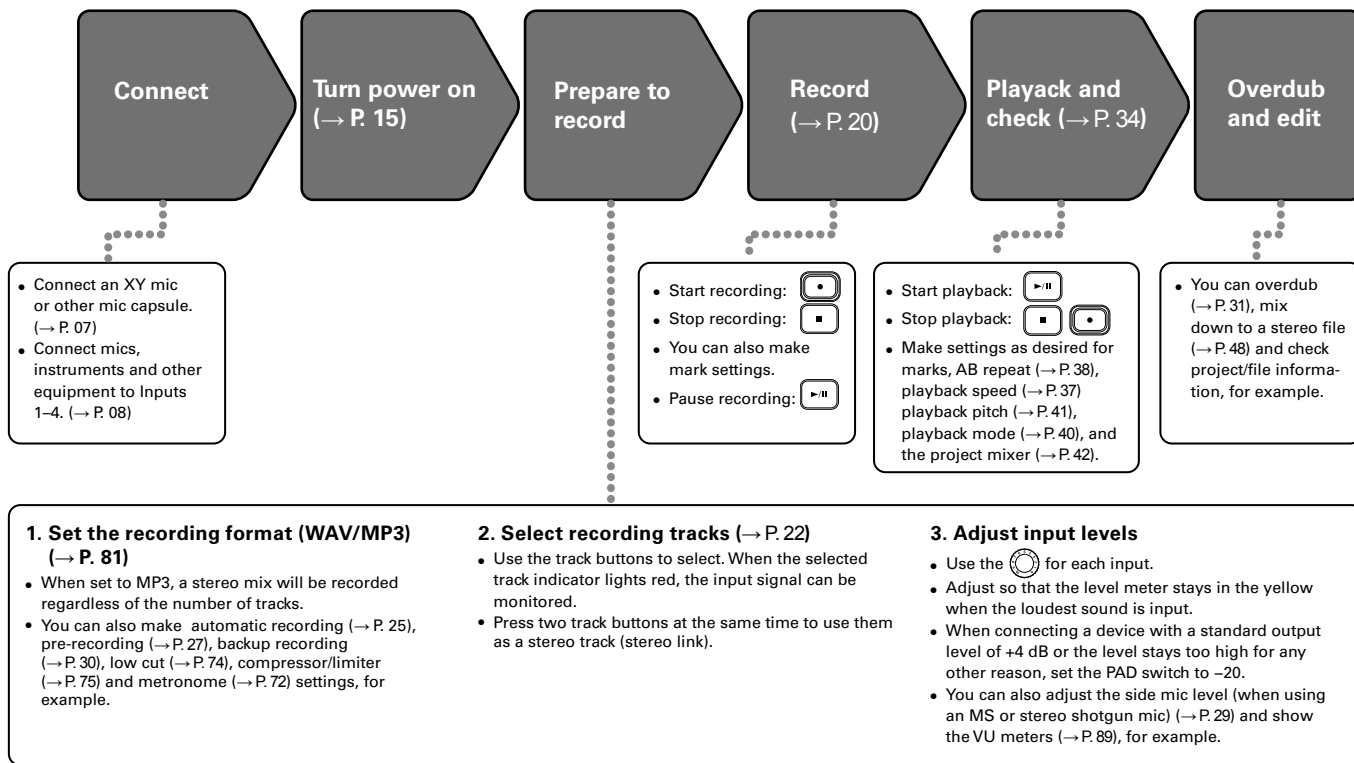 Connect
Turn power on
(→ P. 15)
Prepare to
record
Record
(→ P. 20)
Playack and
check (→ P. 34)
Overdub
and edit
• Connect an XY mic
or other mic capsule.
(→ P. 07)
• Connect mics,
instruments and other
equipment to Inputs
1–4. (→ P. 08)
• Start recording:
• Stop recording:
• You can also make
mark settings.
• Pause recording:
• Start playback:
• Stop playback:
• Make settings as desired for
marks, AB repeat (→ P. 38),
playback speed (→ P. 37)
playback pitch (→ P. 41),
playback mode (→ P. 40), and
the project mixer (→ P. 42).
• You can overdub
(→ P. 31), mix
down to a stereo file
(→ P. 48) and check
project/file informa-
tion, for example.
1. Set the recording format (WAV/MP3)
(→ P. 81)
• When set to MP3, a stereo mix will be recorded
regardless of the number of tracks.
• You can also make automatic recording (→ P. 25),
pre-recording (→ P. 27), backup recording
(→ P. 30), low cut (→ P. 74), compressor/limiter
(→ P. 75) and metronome (→ P. 72) settings, for
example.
2. Select recording tracks (→ P. 22)
• Use the track buttons to select. When the selected
track indicator lights red, the input signal can be
monitored.
• Press two track buttons at the same time to use them
as a stereo track (stereo link).
3. Adjust input levels
• Use the for each input.
• Adjust so that the level meter stays in the yellow
when the loudest sound is input.
• When connecting a device with a standard output
level of +4 dB or the level stays too high for any
other reason, set the PAD switch to −20.
• You can also adjust the side mic level (when using
an MS or stereo shotgun mic) (→ P. 29) and show
the VU meters (→ P. 89), for example.